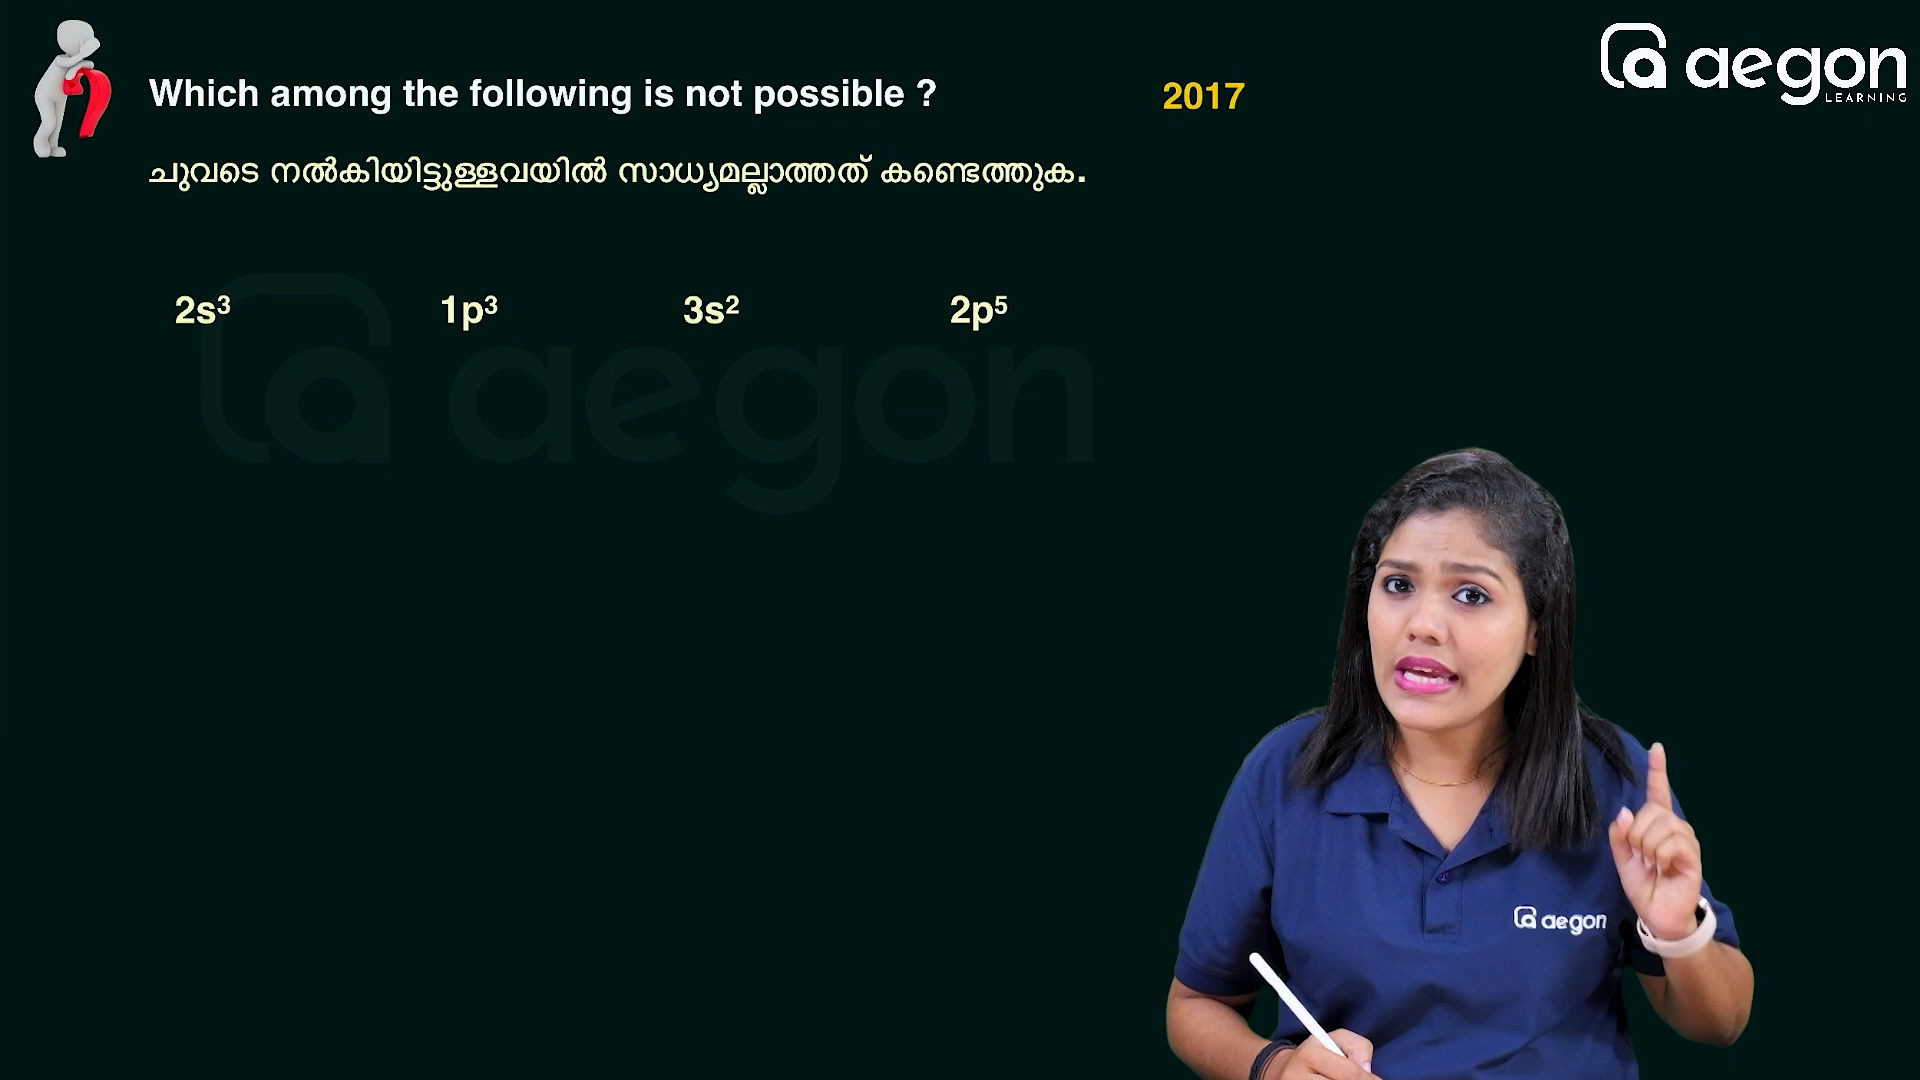 aegon
LEARNING
Which among the following is not possible ? 2017
ചുവടെ നൽകിയിട്ടുള്ളവയിൽ സാധ്യമല്ലാത്തത് കണ്ടെത്തുക.
2s³ 1p³ 3s² 2p⁵
aegon
aegon